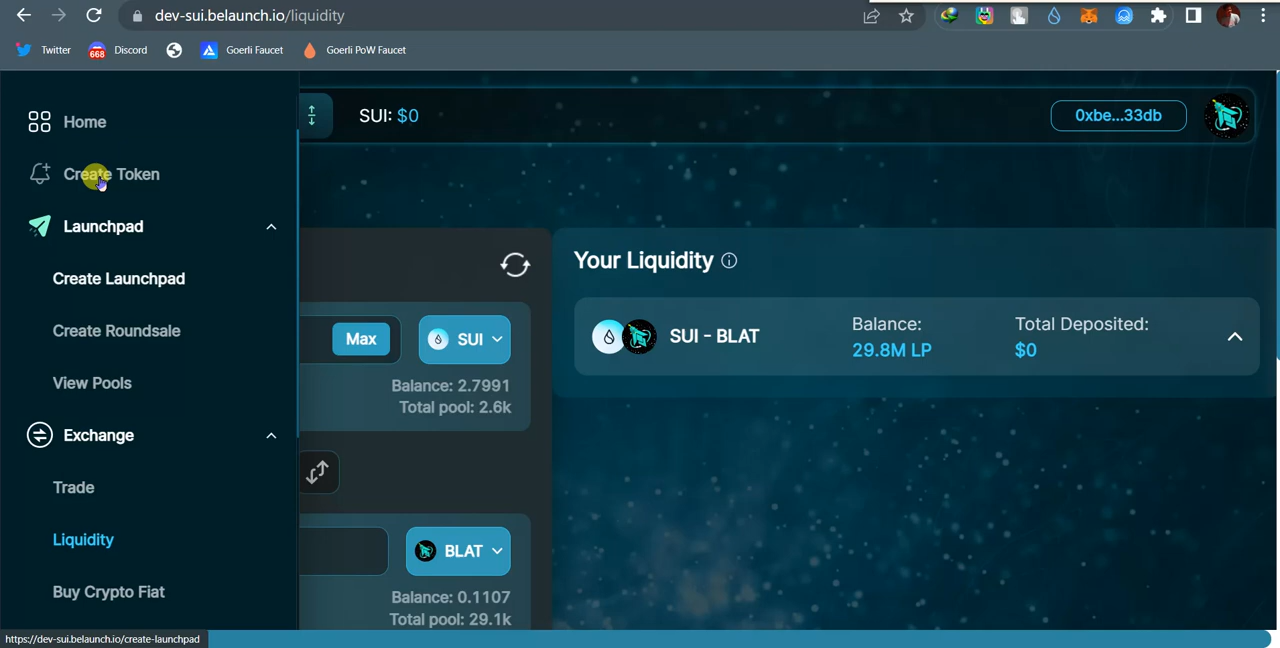 dev-sui.belaunch.io/liquidity
Twitter
668
Discord
Goerli Faucet
Goerli PoW Faucet
Home
SUI: $0
0xbe...33db
Create Token
Launchpad
Create Launchpad
Your Liquidity
Create Roundsale
Max
SUI
SUI - BLAT
Balance:
29.8M LP
Total Deposited:
$0
View Pools
Balance: 2.7991
Total pool: 2.6k
Exchange
Trade
Liquidity
BLAT
Buy Crypto Fiat
Balance: 0.1107
Total pool: 29.1k
https://dev-sui.belaunch.io/create-launchpad